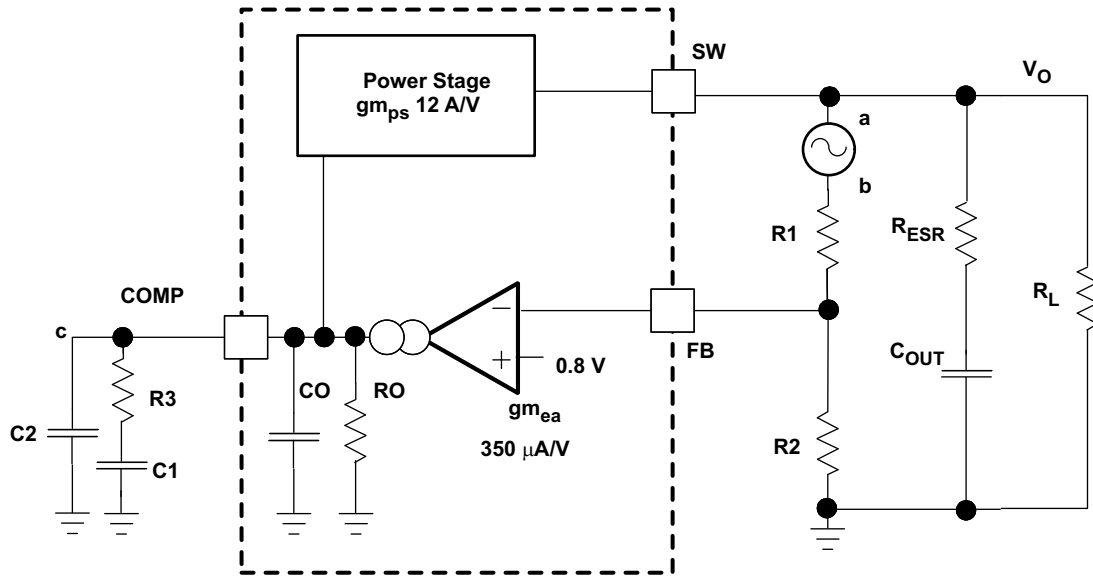 SW
Power Stage
gm_ps 12 A/V
V_O
a
b
R1
R_ESR
R_L
COMP
c
FB
0.8 V
C_OUT
CO
RO
R3
gm_ea
350 µA/V
C2
C1
R2